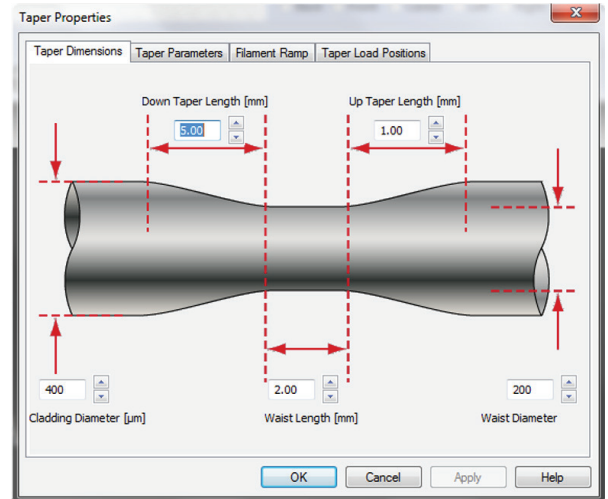 Taper Properties
x
Taper Dimensions Taper Parameters Filament Ramp Taper Load Positions
Down Taper Length [mm] Up Taper Length [mm]
5.00 1.00
400 2.00 200
Cladding Diameter [µm] Waist Length [mm] Waist Diameter
OK Cancel Apply Help